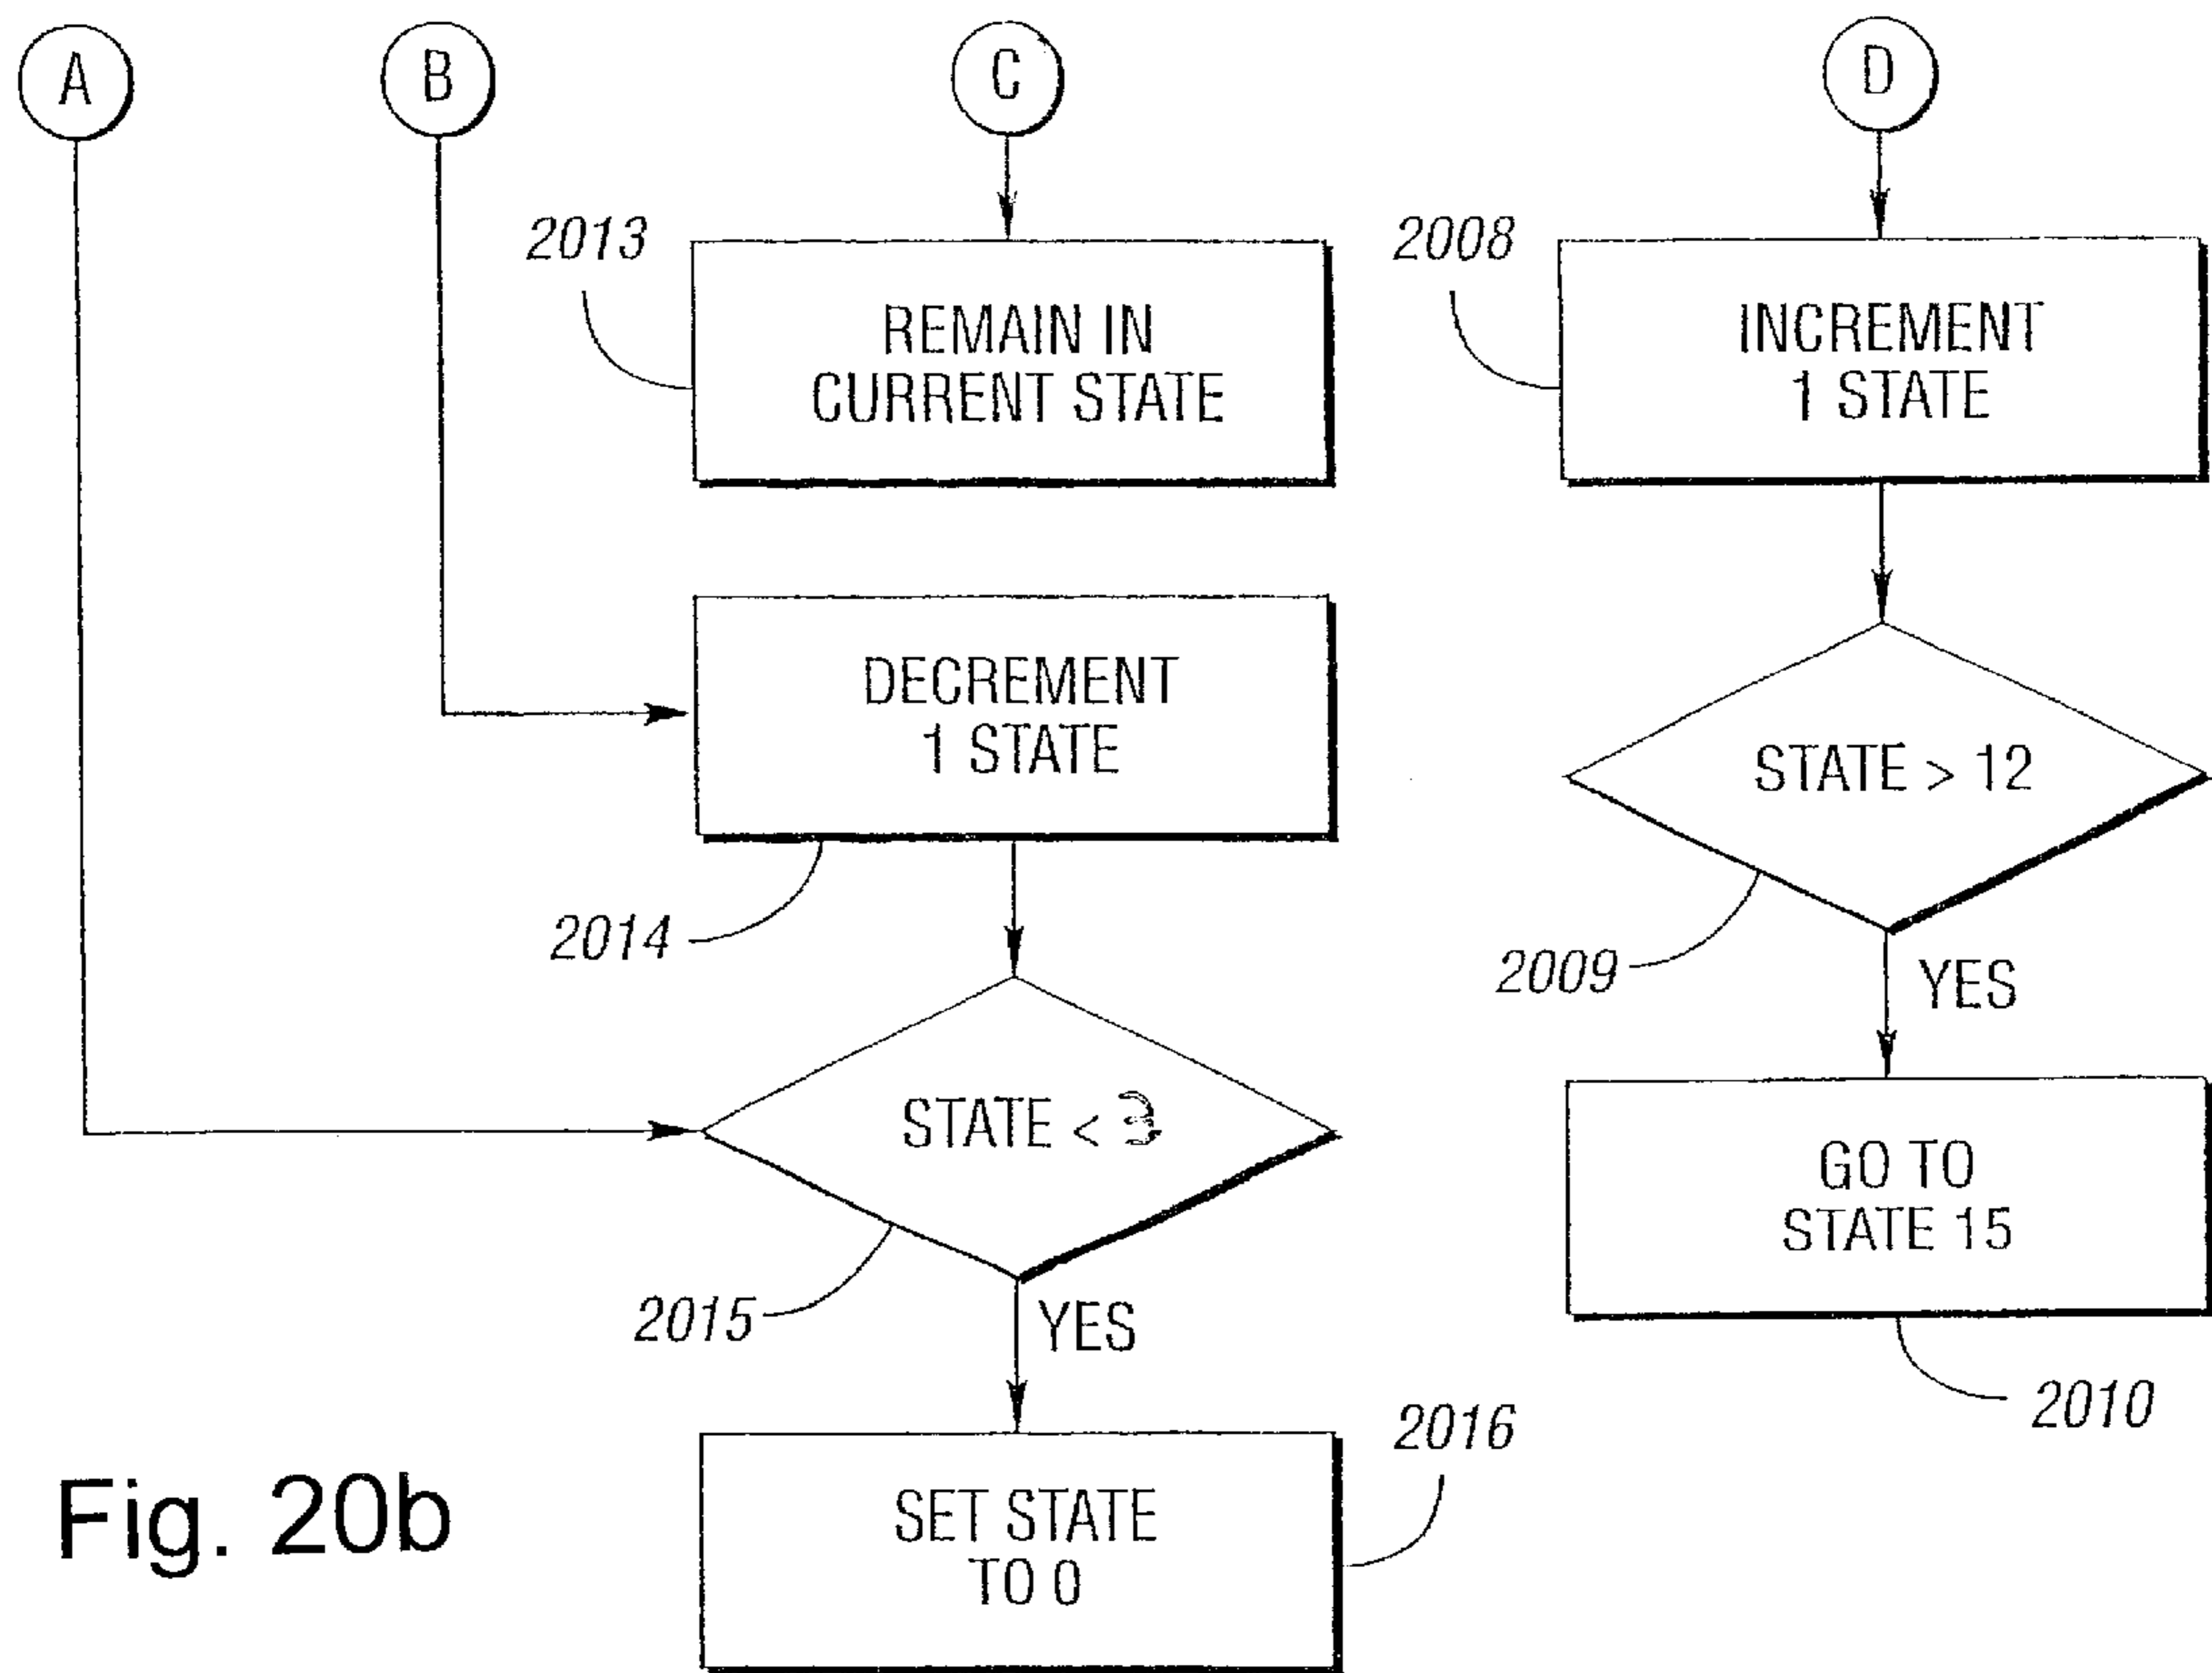 A
B
C
D
2013
REMAIN IN
CURRENT STATE
2008
INCREMENT
1 STATE
DECREMENT
1 STATE
2014
STATE > 12
2009
YES
STATE < 3
2015
YES
GO TO
STATE 15
2010
SET STATE
TO 0
2016
Fig. 20b